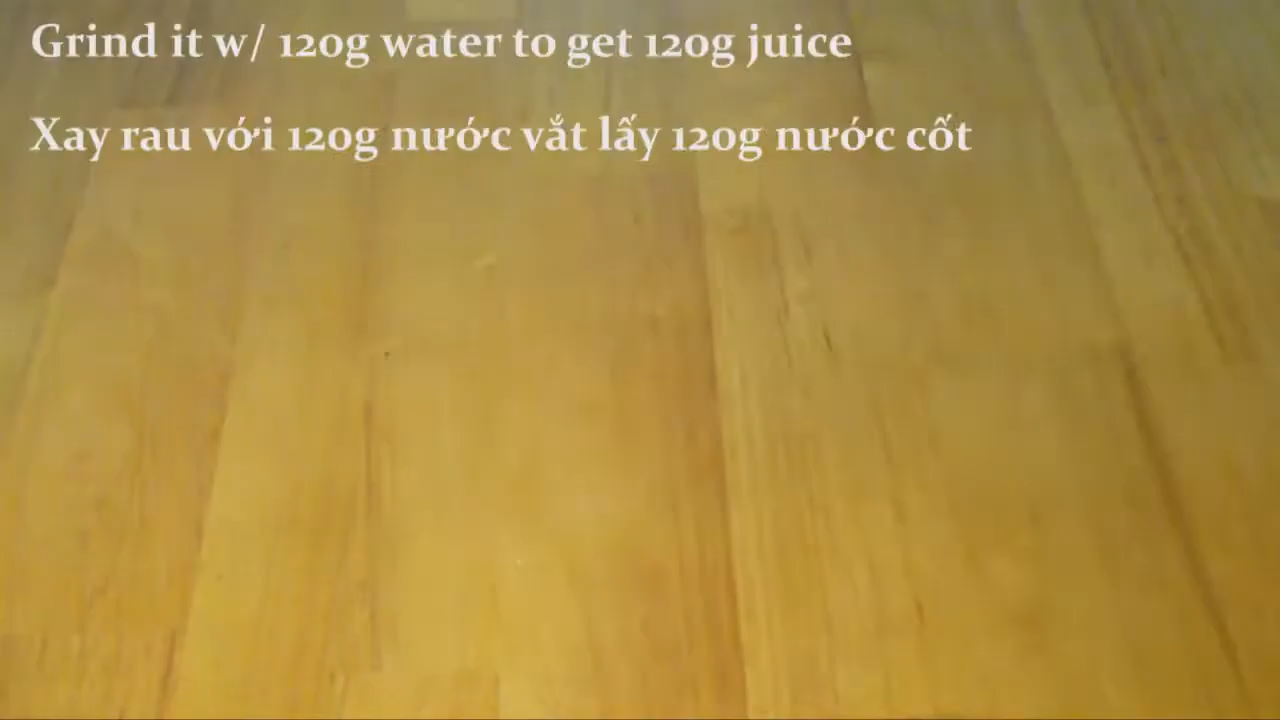 Grind it w/ 120g water to get 120g juice
Xay rau với 120g nước vắt lấy 120g nước cốt